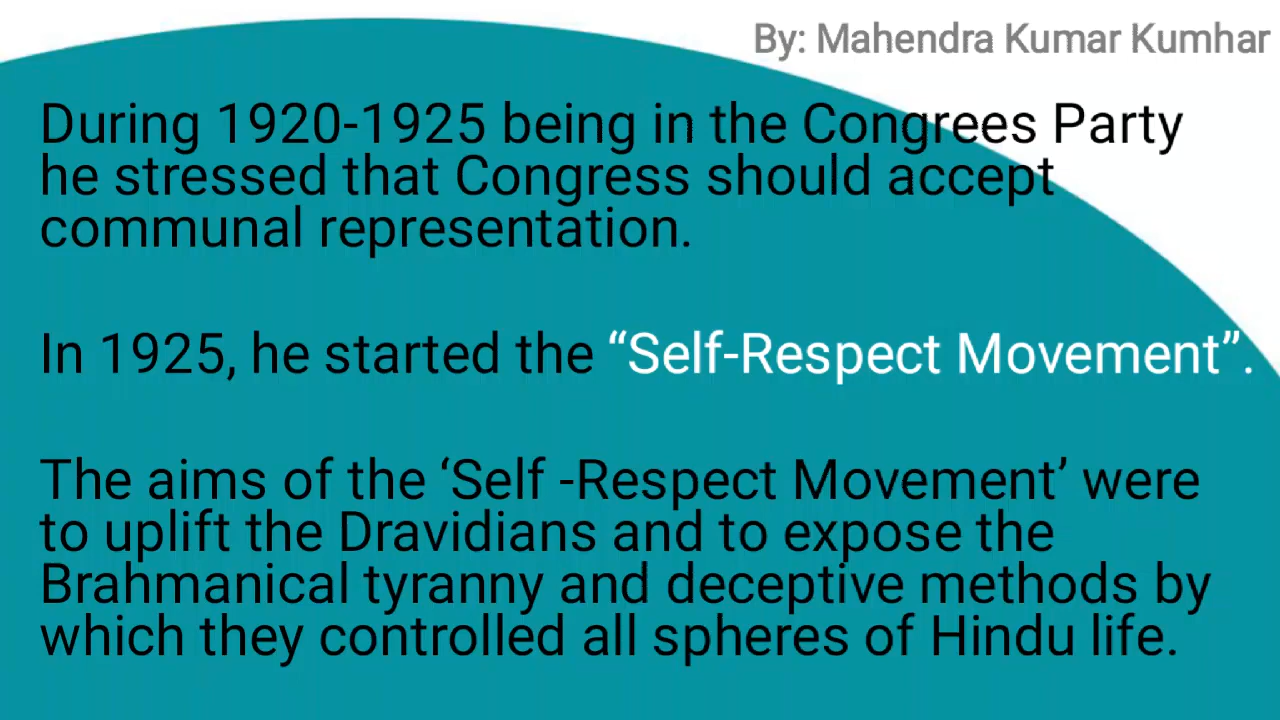 By: Mahendra Kumar Kumhar
During 1920-1925 being in the Congrees Party
he stressed that Congress should accept
communal representation.
In 1925, he started the “Self-Respect Movement”.
The aims of the ‘Self -Respect Movement’ were
to uplift the Dravidians and to expose the
Brahmanical tyranny and deceptive methods by
which they controlled all spheres of Hindu life.